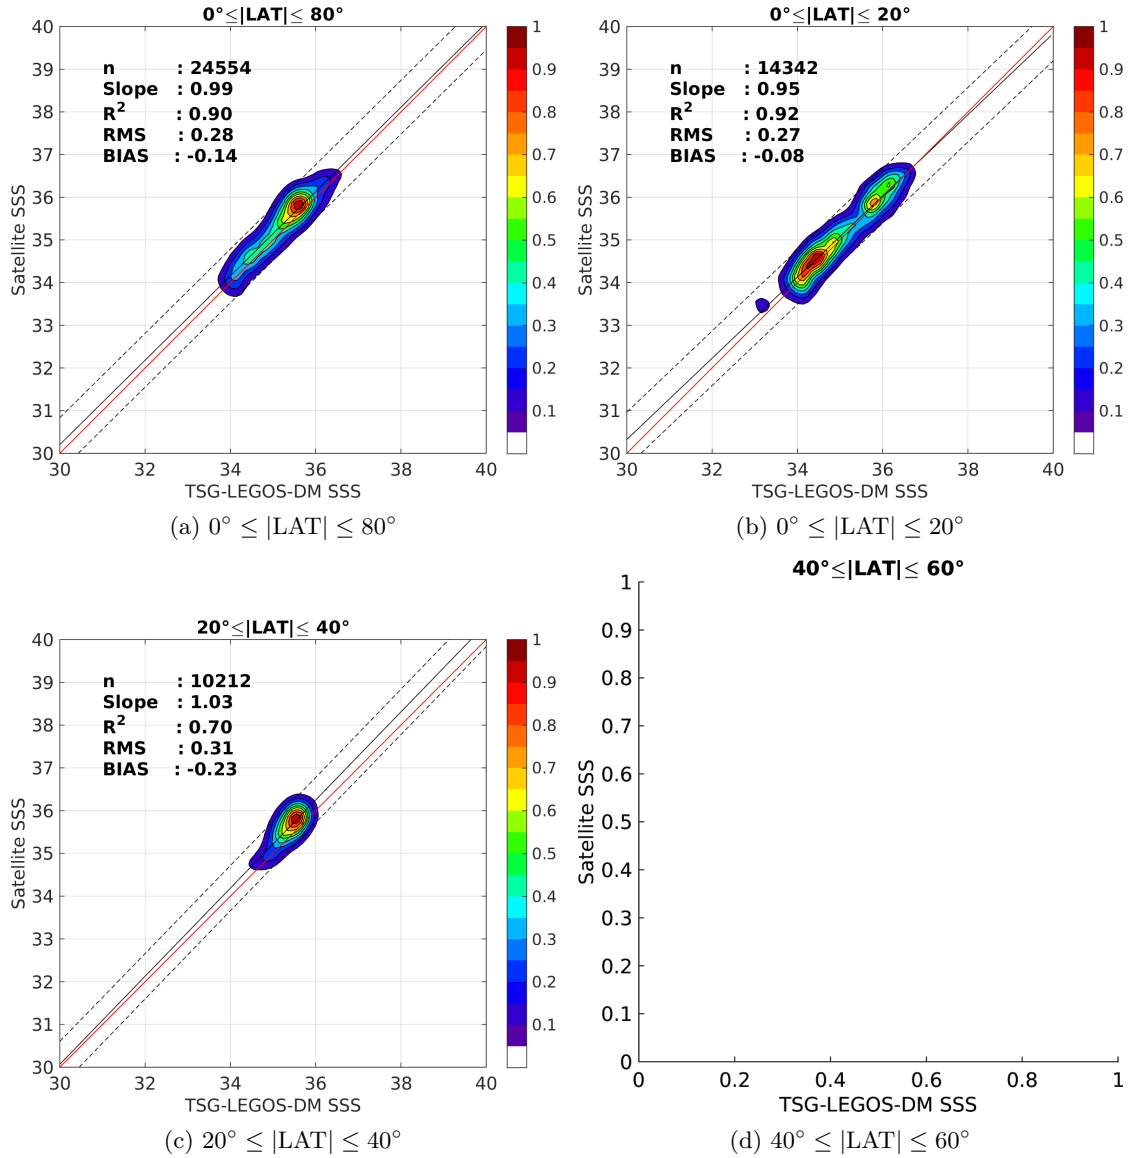 0°≤|LAT|≤ 80°
n : 24554
Slope : 0.99
R² : 0.90
RMS : 0.28
BIAS : -0.14
40
39
38
37
36
35
34
33
32
31
30
30 32 34 36 38 40
Satellite SSS
TSG-LEGOS-DM SSS
1
0.9
0.8
0.7
0.6
0.5
0.4
0.3
0.2
0.1
(a) 0° ≤ |LAT| ≤ 80°
0°≤|LAT|≤ 20°
n : 14342
Slope : 0.95
R² : 0.92
RMS : 0.27
BIAS : -0.08
40
39
38
37
36
35
34
33
32
31
30
30 32 34 36 38 40
Satellite SSS
TSG-LEGOS-DM SSS
1
0.9
0.8
0.7
0.6
0.5
0.4
0.3
0.2
0.1
(b) 0° ≤ |LAT| ≤ 20°
20°≤|LAT|≤ 40°
n : 10212
Slope : 1.03
R² : 0.70
RMS : 0.31
BIAS : -0.23
40
39
38
37
36
35
34
33
32
31
30
30 32 34 36 38 40
Satellite SSS
TSG-LEGOS-DM SSS
1
0.9
0.8
0.7
0.6
0.5
0.4
0.3
0.2
0.1
(c) 20° ≤ |LAT| ≤ 40°
40°≤|LAT|≤ 60°
1
0.9
0.8
0.7
0.6
0.5
0.4
0.3
0.2
0.1
0
0 0.2 0.4 0.6 0.8 1
Satellite SSS
TSG-LEGOS-DM SSS
(d) 40° ≤ |LAT| ≤ 60°